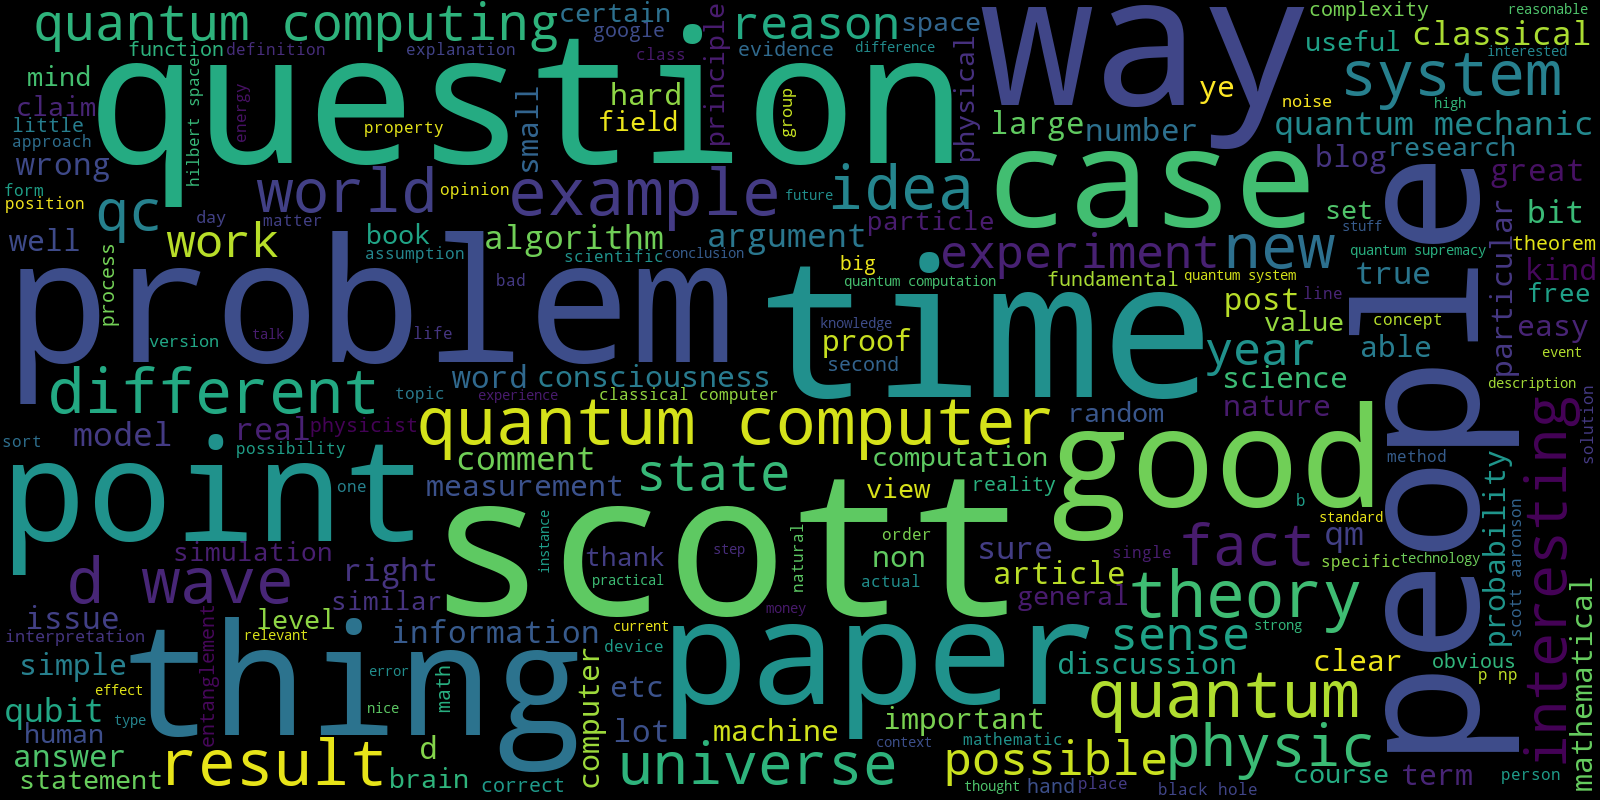 quantum computing
certain
google
principle
reason
space
way
complexity
reasonable
function
definition
explanation
class
evidence
difference
useful
classical
interested
mind
question
hard
physical
system
claim
hilbert space
energy
property
small
field
group
ye
noise
high
little
approach
large
number
quantum mechanic
wrong
case
blog
research
form
position
world
opinion
example
future
idea
people
great
qc
day
matter
particle
set
stuff
bit
well
work
book
assumption
algorithm
scientific
conclusion
argument
experiment
new
quantum supremacy
theorem
process
problem
bad
time
big
quantum computation
fundamental
quantum system
true
particular
kind
post
line
free
version
talk
life
knowledge
proof
value
concept
easy
second
year
able
event
different
topic
word
consciousness
experience
classical computer
science
description
sort
model
real
physicist
possibility
quantum computer
random
nature
interesting
solution
point
one
comment
measurement
state
computation
view
reality
good
method
probability
b
scott
instance
natural
order
standard
scott aaronson
simulation
thank
step
non
sure
single
fact
qm
specific
technology
d wave
right
similar
practical
actual
article
general
theory
mathematical
issue
level
money
interpretation
relevant
information
current
device
paper
sense
strong
simple
entanglement
thing
discussion
clear
obvious
effect
error
math
computer
etc
quantum
p np
qubit
type
nice
human
lot
machine
important
context
mathematic
answer
result
d
universe
possible
physic
statement
brain
correct
thought
hand
place
black hole
course
term
person